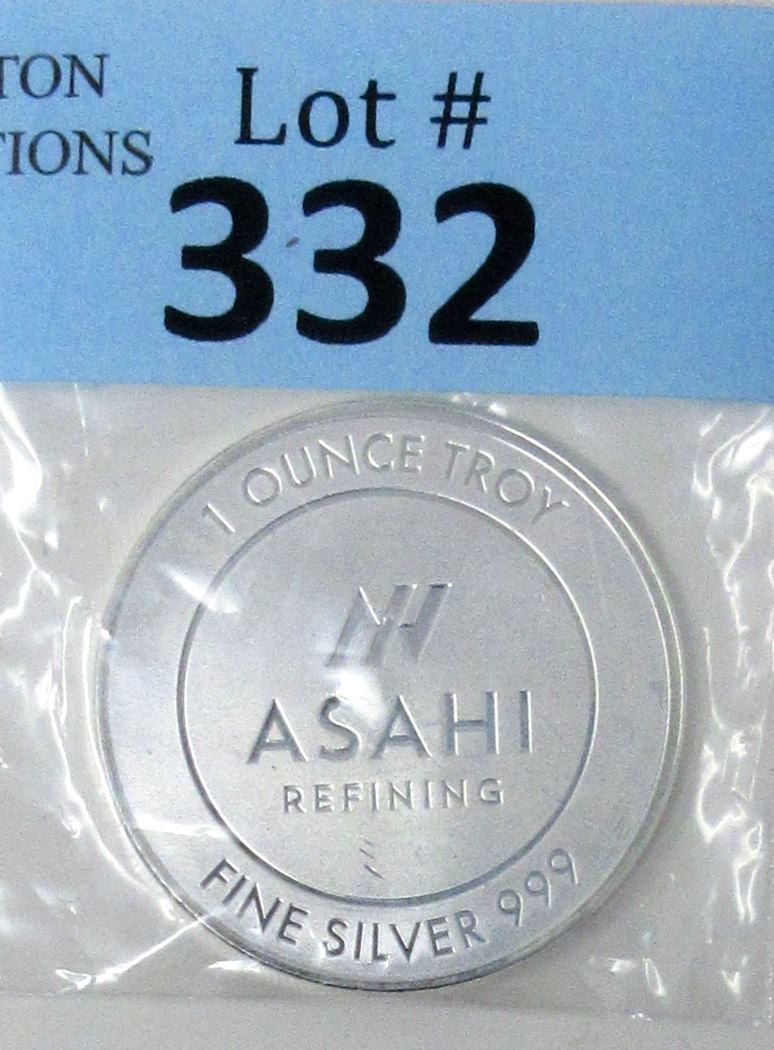 TON
TIONS
Lot #
332
1 OUNCE TROY
ASAHI
REFINING
FINE SILVER 999